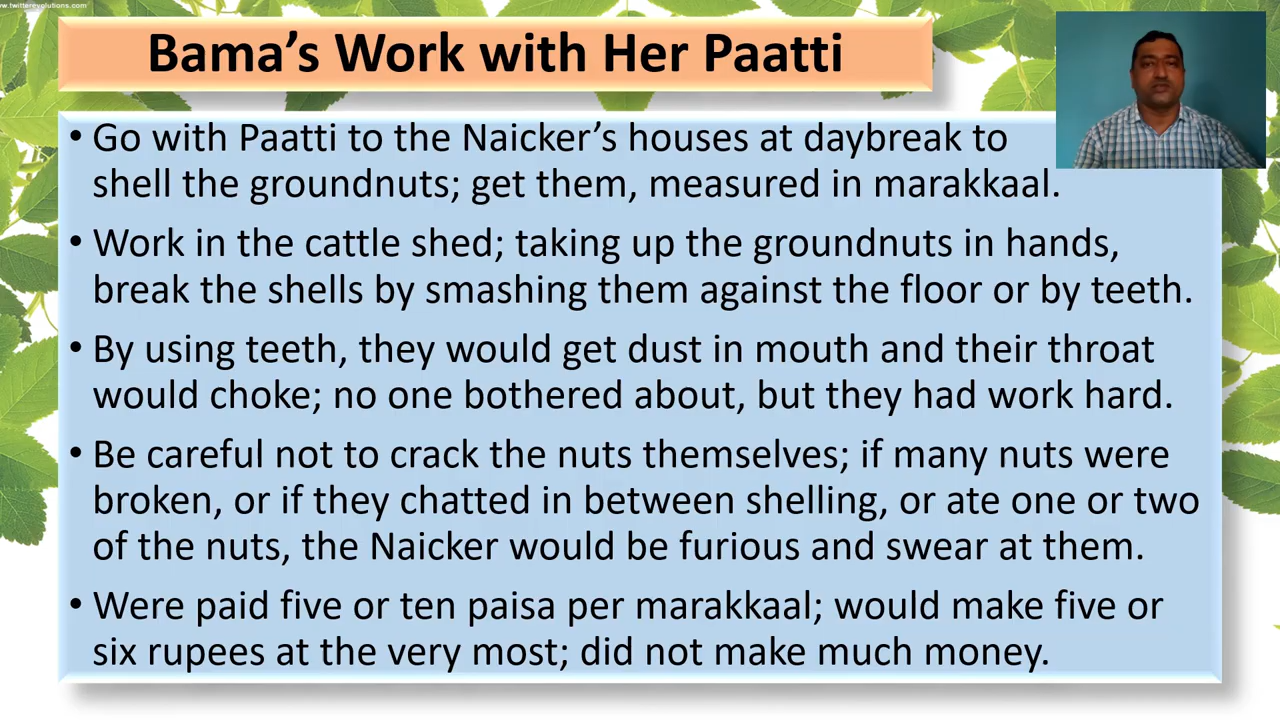 w.twitterevolutions.com
Bama’s Work with Her Paatti
• Go with Paatti to the Naicker’s houses at daybreak to
shell the groundnuts; get them, measured in marakkaal.
• Work in the cattle shed; taking up the groundnuts in hands,
break the shells by smashing them against the floor or by teeth.
• By using teeth, they would get dust in mouth and their throat
would choke; no one bothered about, but they had work hard.
• Be careful not to crack the nuts themselves; if many nuts were
broken, or if they chatted in between shelling, or ate one or two
of the nuts, the Naicker would be furious and swear at them.
• Were paid five or ten paisa per marakkaal; would make five or
six rupees at the very most; did not make much money.